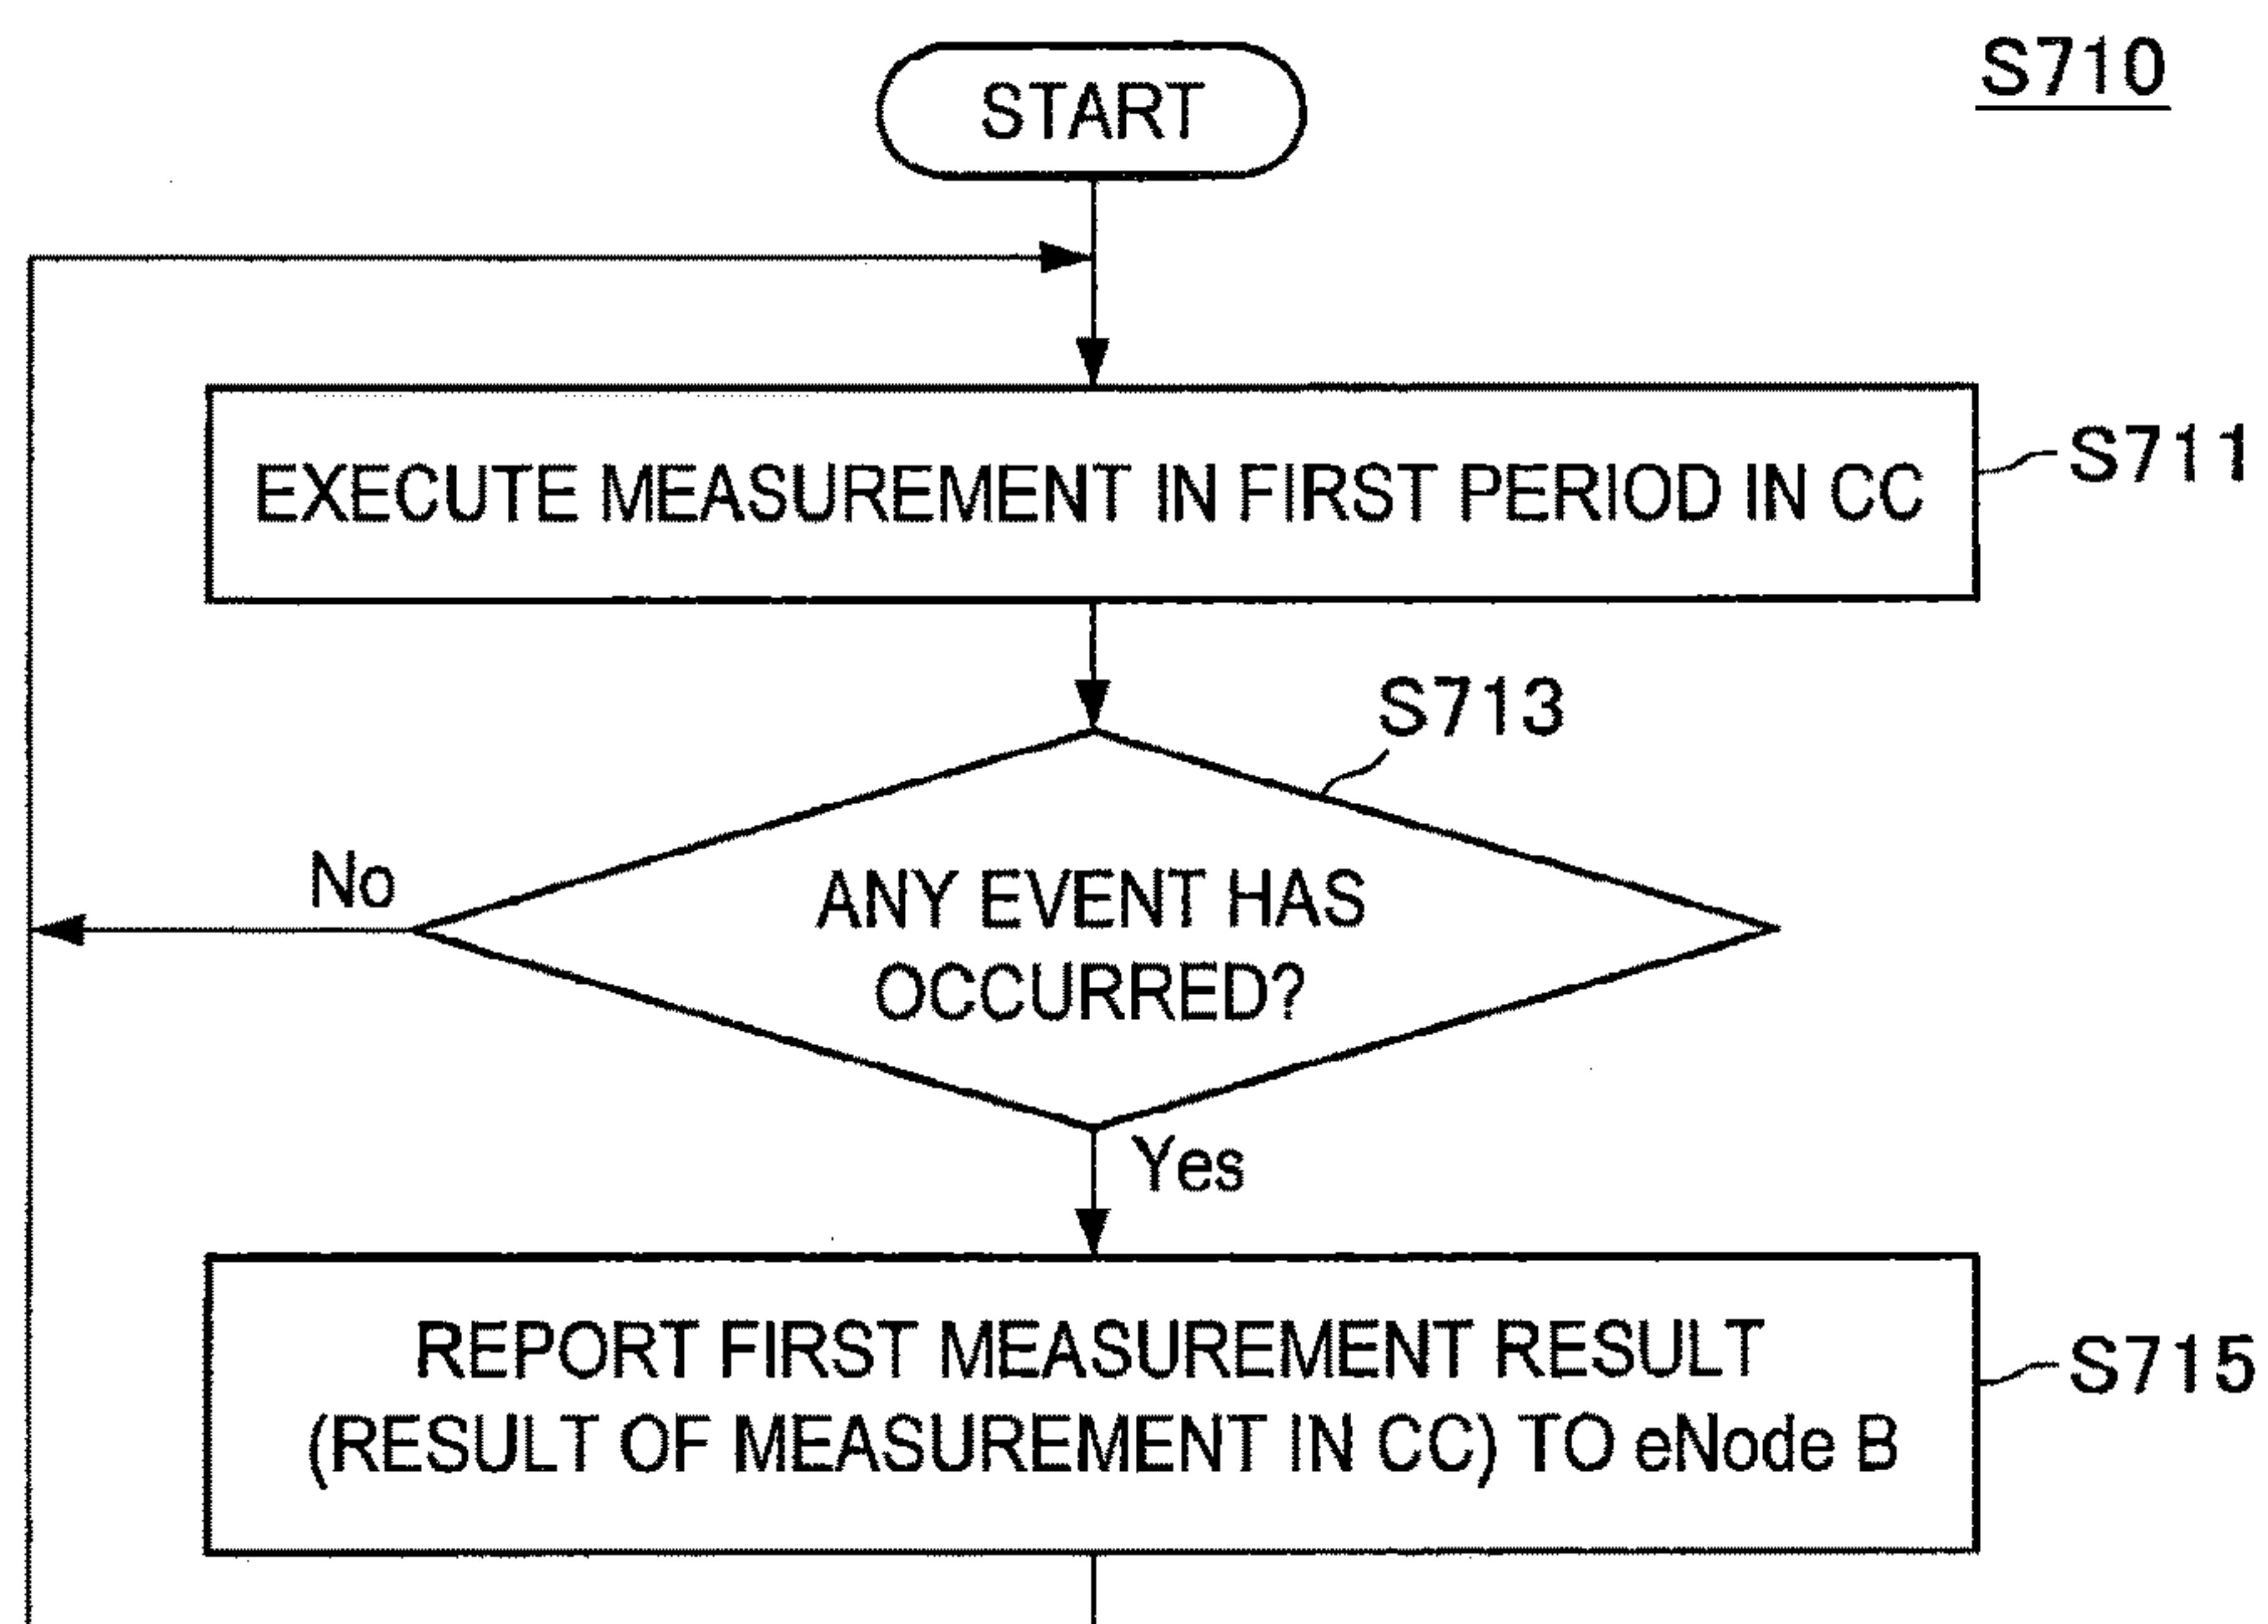 S710
START
EXECUTE MEASUREMENT IN FIRST PERIOD IN CC
S711
S713
ANY EVENT HAS
OCCURRED?
No
Yes
REPORT FIRST MEASUREMENT RESULT
(RESULT OF MEASUREMENT IN CC) TO eNode B
S715